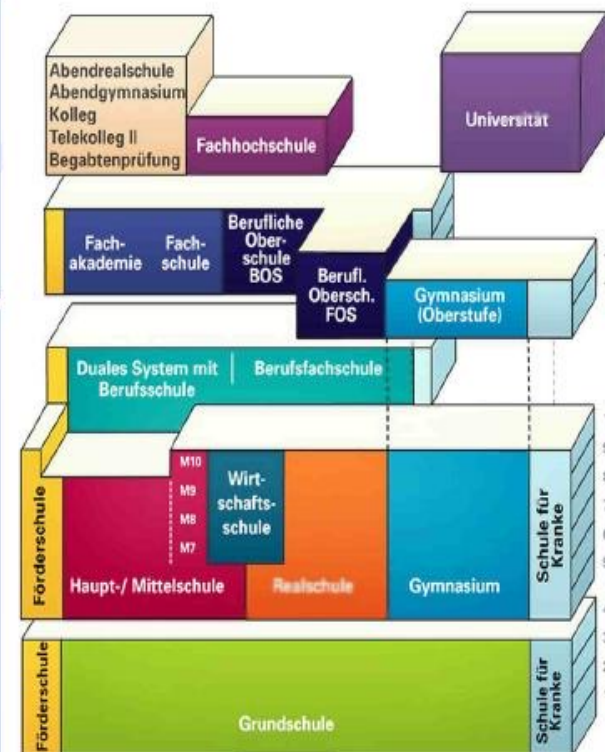 Abendrealschule
Abendgymnasium
Kolleg
Telekolleg II
Begabtenprüfung
Fachhochschule
Universität
Fach-
akademie
Fach-
schule
Berufliche
Ober-
schule
BOS
Berufl.
Obersch.
FOS
Gymnasium
(Oberstufe)
Duales System mit
Berufsschule
Berufsfachschule
M10
M9
M8
M7
Wirt-
schafts-
schule
Förderschule
Haupt-/ Mittelschule
Realschule
Gymnasium
Schule für
Kranke
Förderschule
Grundschule
Schule für
Kranke